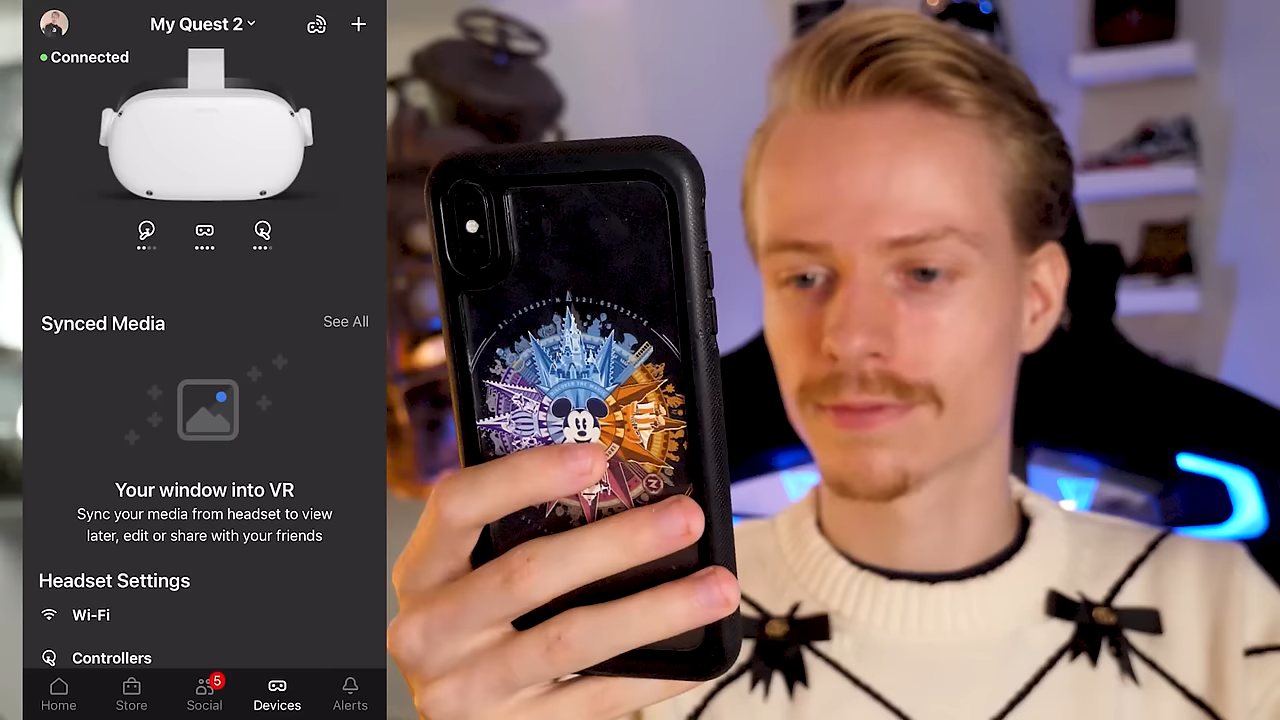 My Quest 2
Connected
Synced Media
See All
Your window into VR
Sync your media from headset to view
later, edit or share with your friends
Headset Settings
Wi-Fi
Controllers
5
Home
Store
Social
Devices
Alerts